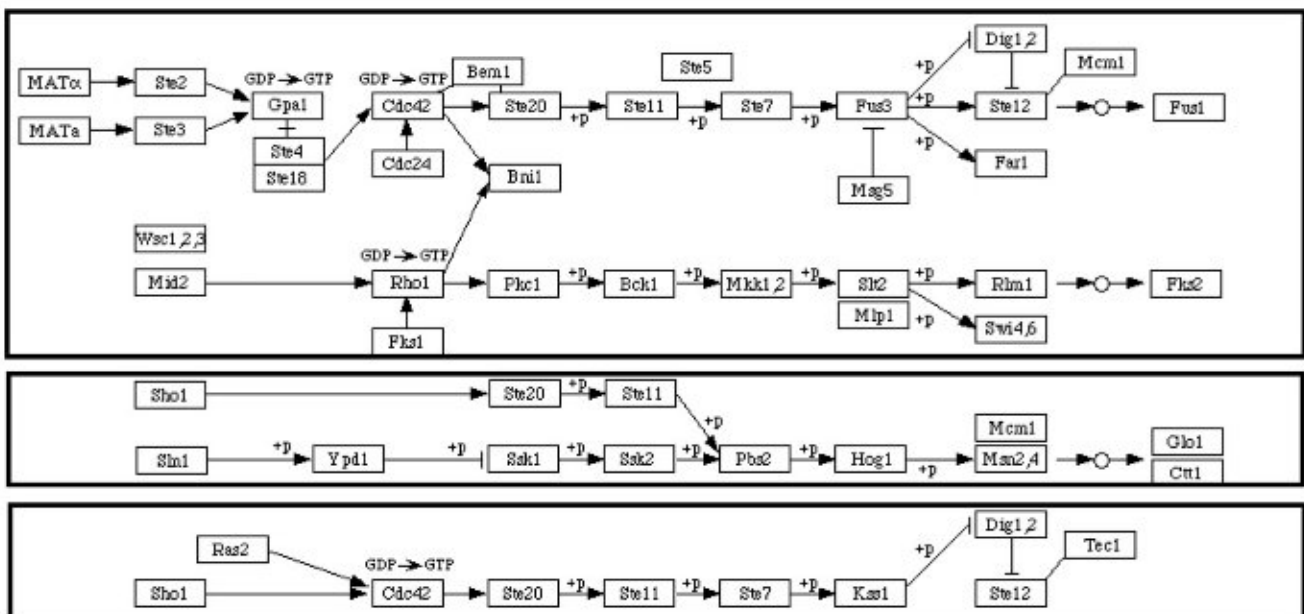 Dig1,2
+p
Mcm1
Ste5
Bem1
GDP → GTP
GDP → GTP
MATα
Ste2
Gpa1
Cdc42
Ste20
+p
Ste11
+p
Ste7
+p
Fus3
+p
Ste12
Fus1
MATa
Ste3
Ste4
Ste18
Cdc24
Bni1
+p
Far1
Msg5
Wsc1,2,3
GDP → GTP
Mid2
Rho1
Pkc1
+p
Bck1
+p
Mkk1,2
+p
Slt2
+p
Rlm1
Fks2
Mlp1
+p
Swi4,6
Fks1
Sho1
Ste20
+p
Ste11
+p
Mcm1
Glo1
Sln1
+p
Ypd1
+p
Ssk1
+p
Ssk2
+p
Pbs2
+p
Hog1
+p
Msn2,4
Ctt1
Dig1,2
Ras2
GDP → GTP
+p
Tec1
Sho1
Cdc42
Ste20
+p
Ste11
+p
Ste7
+p
Kss1
Ste12